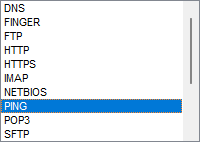 DNS
FINGER
FTP
HTTP
HTTPS
IMAP
NETBIOS
PING
POP3
SFTP